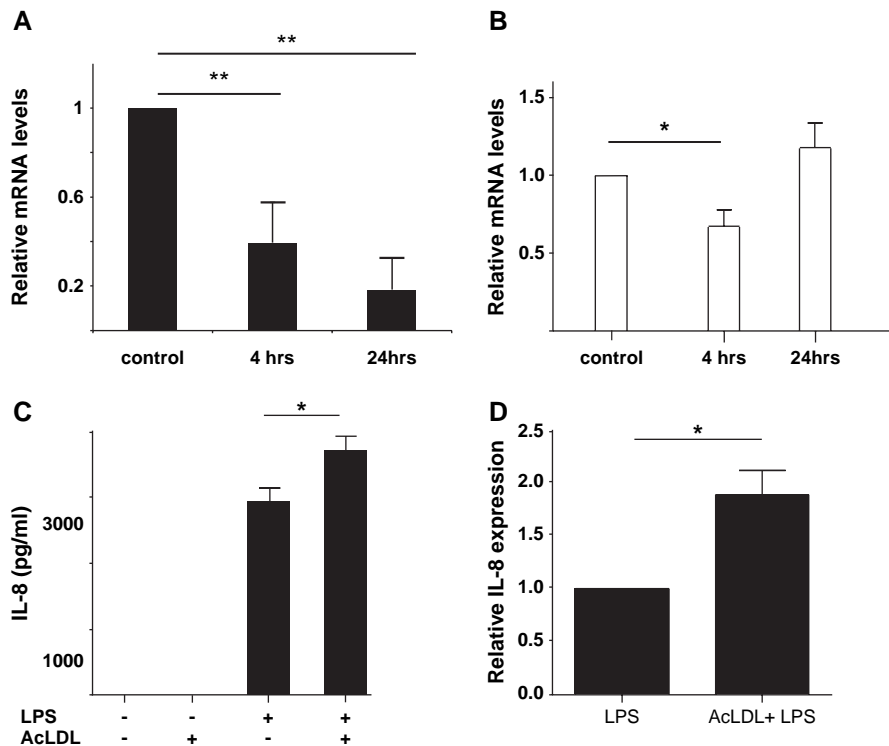 A
**
**
Relative mRNA levels
1
0.6
0.2
control 4 hrs 24hrs
B
*
Relative mRNA levels
1.5
1.0
0.5
control 4 hrs 24hrs
C
*
IL-8 (pg/ml)
3000
1000
LPS - - + +
AcLDL - + - +
D
*
Relative IL-8 expression
2.5
2.0
1.5
1.0
0.5
0.0
LPS AcLDL+ LPS